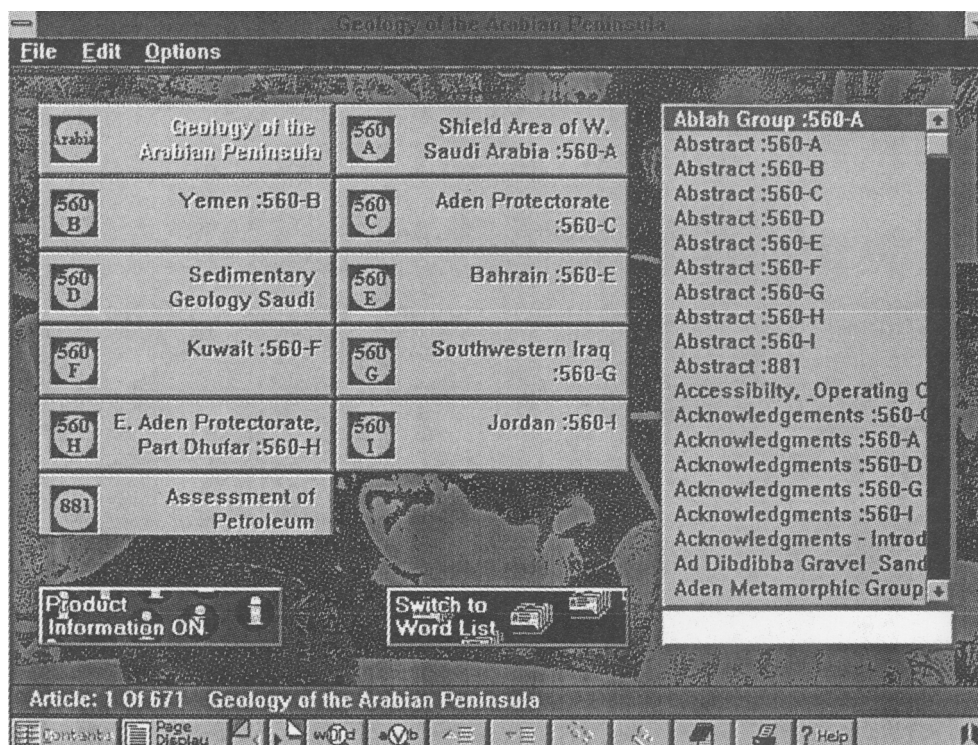 Geology of the Arabian Peninsula
File Edit Options
Arabia
Geology of the
Arabian Peninsula
560
A
Shield Area of W.
Saudi Arabia :560-A
560
B
Yemen :560-B
560
C
Aden Protectorate
:560-C
560
D
Sedimentary
Geology Saudi
560
E
Bahrain :560-E
560
F
Kuwait :560-F
560
G
Southwestern Iraq
:560-G
560
H
E. Aden Protectorate,
Part Dhufar :560-H
560
I
Jordan :560-I
881
Assessment of
Petroleum
Ablah Group :560-A
Abstract :560-A
Abstract :560-B
Abstract :560-C
Abstract :560-D
Abstract :560-E
Abstract :560-F
Abstract :560-G
Abstract :560-H
Abstract :560-I
Abstract :881
Accessibilty, _Operating C
Acknowledgements :560-C
Acknowledgments :560-A
Acknowledgments :560-D
Acknowledgments :560-G
Acknowledgments :560-I
Acknowledgments - Introd
Ad Dibdibba Gravel _Sand
Aden Metamorphic Group
Product
Information ON
Switch to
Word List
Article: 1 Of 671 Geology of the Arabian Peninsula
Contents
Page
Display
word
a b
? Help